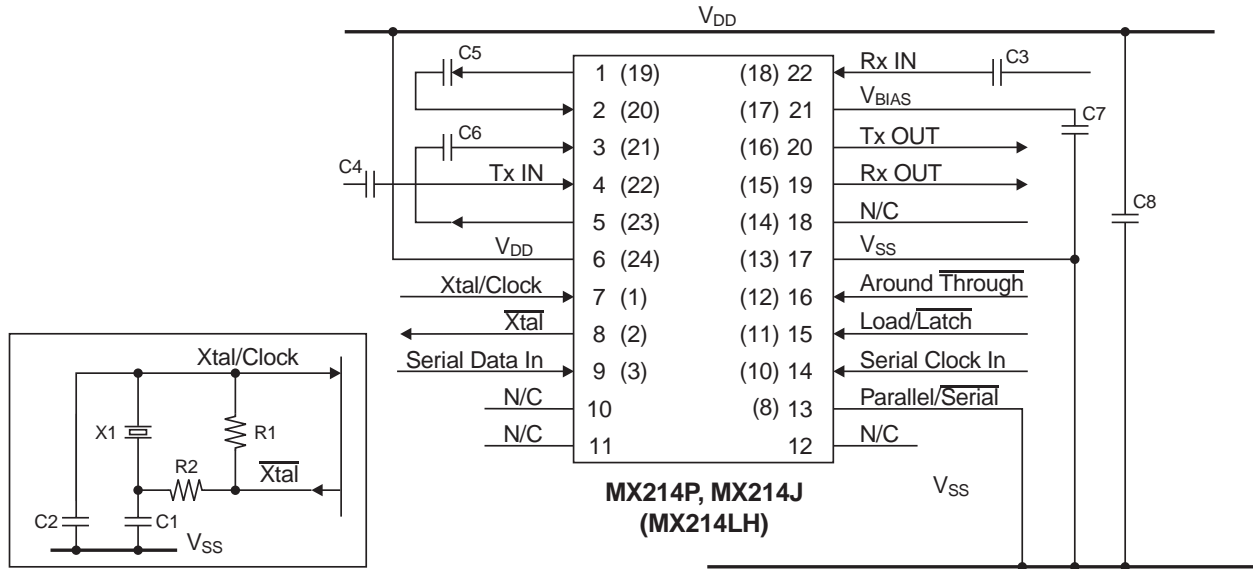 VDD
C5
1 (19)
(18) 22
Rx IN
C3
2 (20)
(17) 21
VBIAS
C7
C6
3 (21)
(16) 20
Tx OUT
C4
Tx IN
4 (22)
(15) 19
Rx OUT
5 (23)
(14) 18
N/C
C8
VDD
6 (24)
(13) 17
VSS
Xtal/Clock
7 (1)
(12) 16
Around Through
Xtal
8 (2)
(11) 15
Load/Latch
Serial Data In
9 (3)
(10) 14
Serial Clock In
N/C
10
(8) 13
Parallel/Serial
N/C
11
12
N/C
MX214P, MX214J
(MX214LH)
VSS
Xtal/Clock
X1
R1
R2
Xtal
C2
C1
VSS